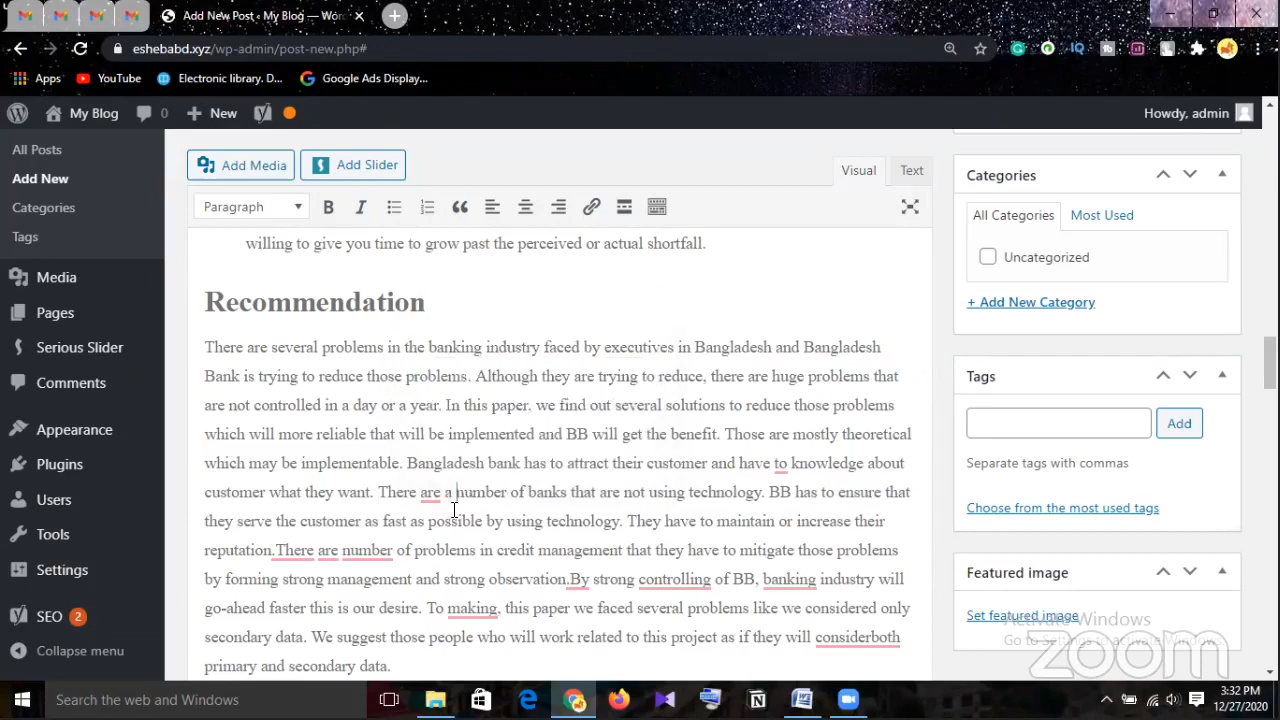 Add New Post ‹ My Blog — Wor
eshebabd.xyz/wp-admin/post-new.php#
Apps
YouTube
Electronic library. D...
Google Ads Display...
My Blog
0
New
Howdy, admin
All Posts
Add New
Categories
Tags
Media
Pages
Serious Slider
Comments
Appearance
Plugins
Users
Tools
Settings
SEO 2
Collapse menu
Add Media
Add Slider
Visual
Text
Paragraph
B
I
willing to give you time to grow past the perceived or actual shortfall.
Recommendation
There are several problems in the banking industry faced by executives in Bangladesh and Bangladesh
Bank is trying to reduce those problems. Although they are trying to reduce, there are huge problems that
are not controlled in a day or a year. In this paper, we find out several solutions to reduce those problems
which will more reliable that will be implemented and BB will get the benefit. Those are mostly theoretical
which may be implementable. Bangladesh bank has to attract their customer and have to knowledge about
customer what they want. There are a number of banks that are not using technology. BB has to ensure that
they serve the customer as fast as possible by using technology. They have to maintain or increase their
reputation.There are number of problems in credit management that they have to mitigate those problems
by forming strong management and strong observation.By strong controlling of BB, banking industry will
go-ahead faster this is our desire. To making, this paper we faced several problems like we considered only
secondary data. We suggest those people who will work related to this project as if they will considerboth
primary and secondary data.
Categories
All Categories
Most Used
Uncategorized
+ Add New Category
Tags
Add
Separate tags with commas
Choose from the most used tags
Featured image
Set featured image
Activate Windows
Go to Settings to activate Windows.
zoom
Search the web and Windows
3:32 PM
12/27/2020